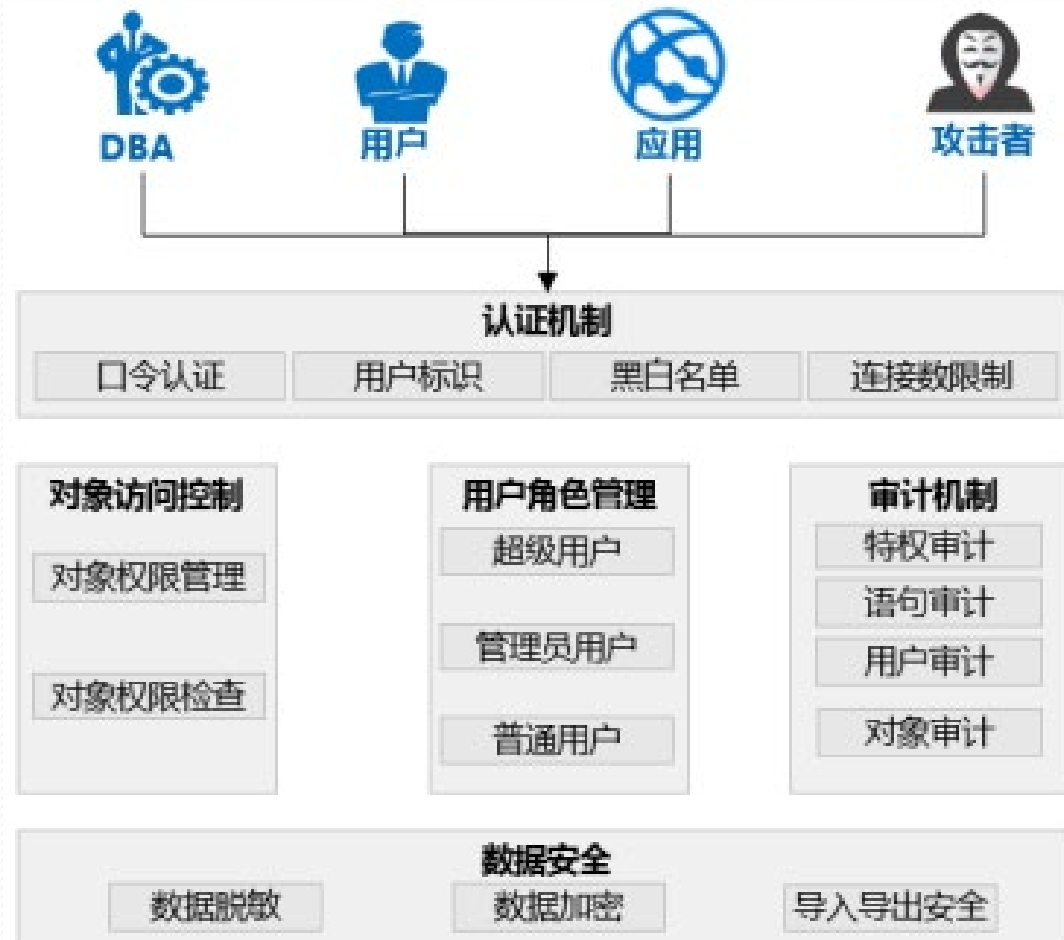 DBA 用户 应用 攻击者
认证机制
口令认证 用户标识 黑白名单 连接数限制
对象访问控制
对象权限管理
对象权限检查
用户角色管理
超级用户
管理员用户
普通用户
审计机制
特权审计
语句审计
用户审计
对象审计
数据安全
数据脱敏 数据加密 导入导出安全